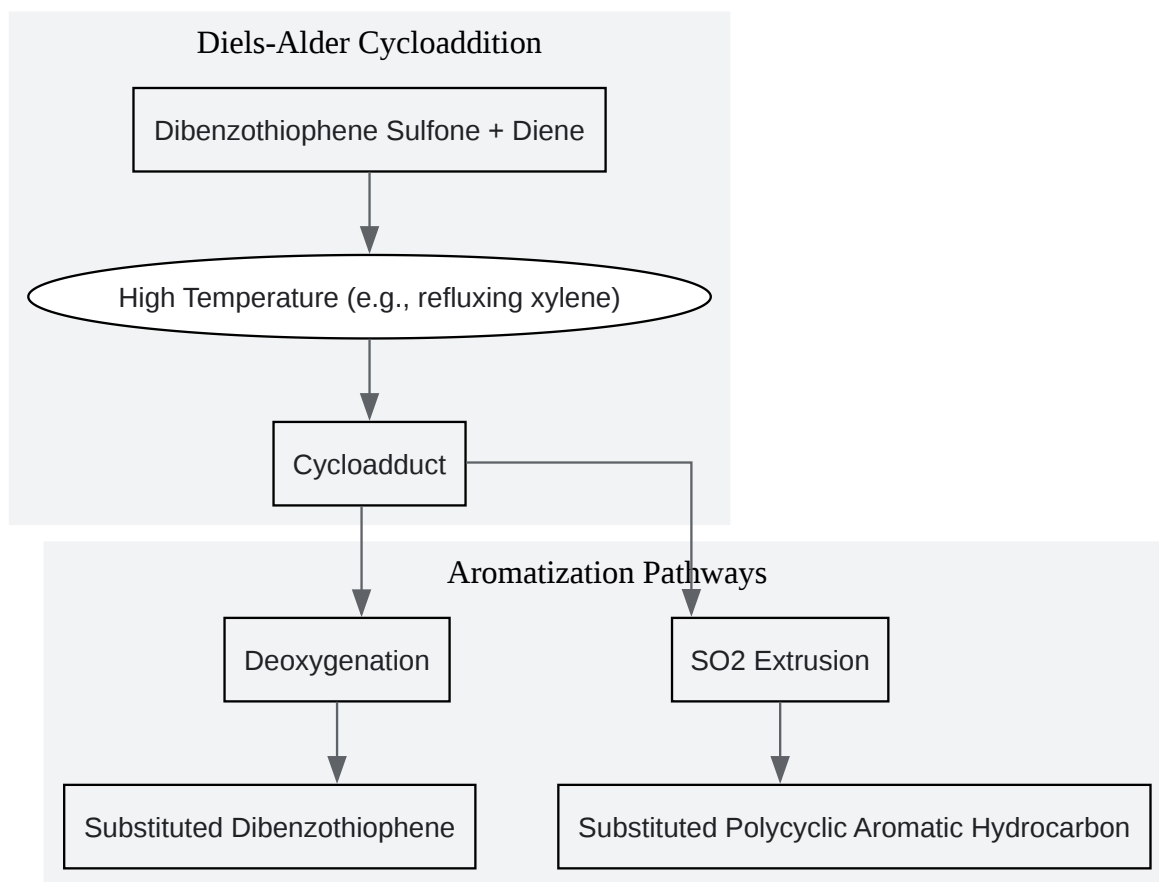 Diels-Alder Cycloaddition
Dibenzothiophene Sulfone + Diene
High Temperature (e.g., refluxing xylene)
Cycloadduct
Aromatization Pathways
Deoxygenation
SO2 Extrusion
Substituted Dibenzothiophene
Substituted Polycyclic Aromatic Hydrocarbon